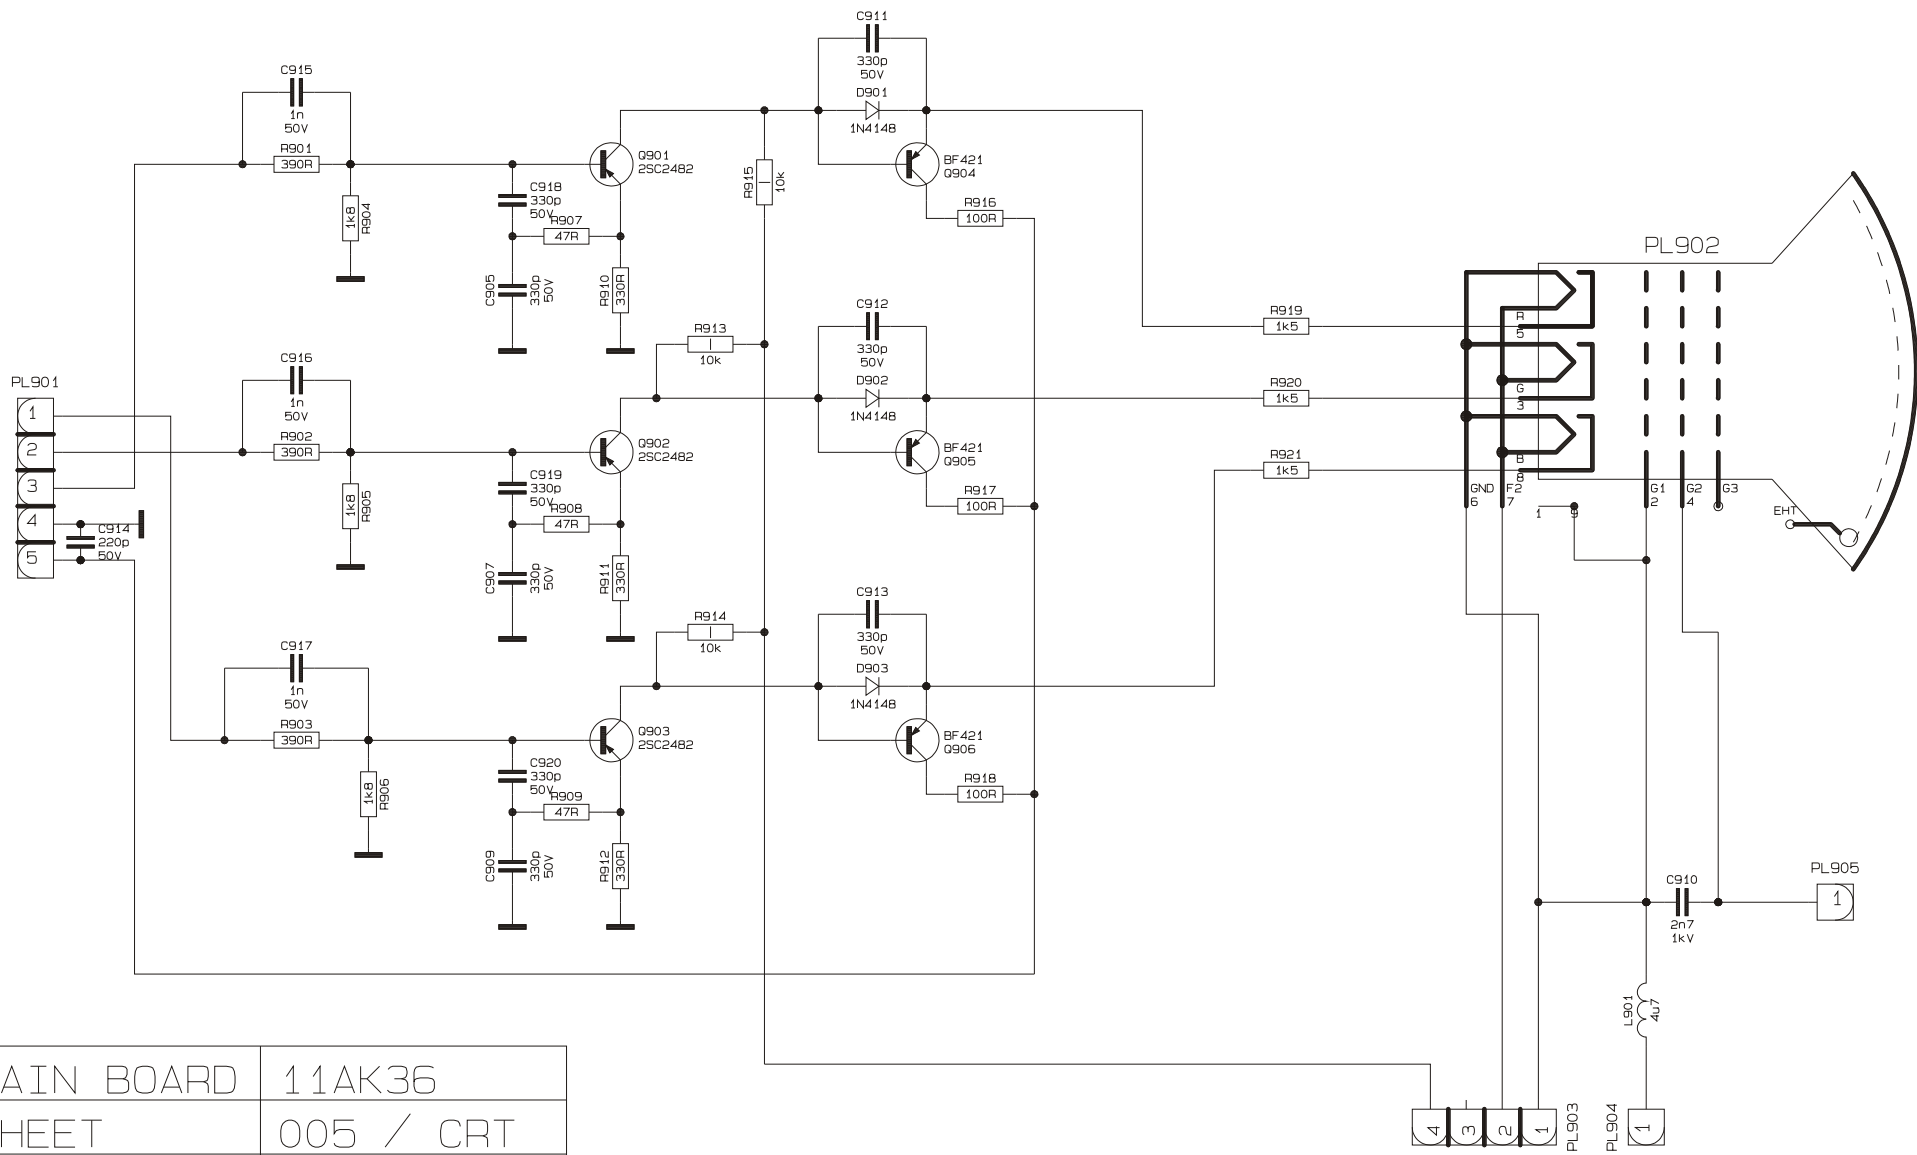 C911
330p
50V
D901
1N4148
C915
1n
50V
R901
390R
Q901
2SC2482
BF421
Q904
R915
10k
C918
330p
50V
R907
47R
1k8
R904
R916
100R
C905
330p
50V
R910
330R
PL902
C912
330p
50V
D902
1N4148
R913
10k
R919
1k5
R
5
C916
1n
50V
R902
390R
PL901
1
2
3
4
5
C914
220p
50V
R920
1k5
G
3
Q902
2SC2482
BF421
Q905
R921
1k5
B
8
C919
330p
50V
R908
47R
1k8
R905
R917
100R
GND
6
F2
7
1
9
G1
2
G2
4
G3
EHT
C907
330p
50V
R911
330R
C913
330p
50V
D903
1N4148
R914
10k
C917
1n
50V
R903
390R
Q903
2SC2482
BF421
Q906
C920
330p
50V
R909
47R
1k8
R906
R918
100R
C909
330p
50V
R912
330R
C910
2n7
1kV
PL905
1
L901
4u7
AIN BOARD
11AK36
HEET
005 / CRT
4
3
2
1
PL903
PL904
1